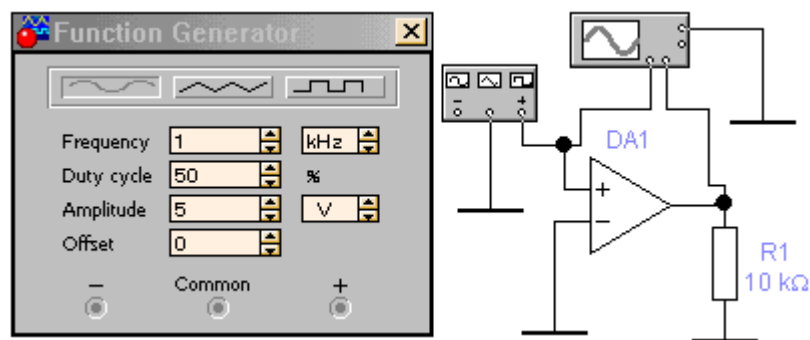 Function Generator
Frequency 1 kHz
Duty cycle 50 %
Amplitude 5 V
Offset 0
− Common +
− +
DA1
+
−
R1
10 kΩ